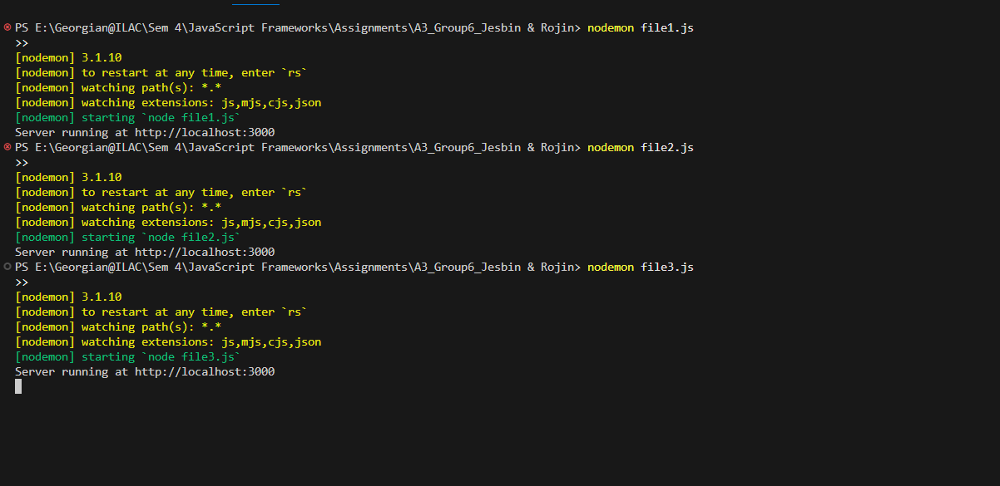 PS E:\Georgian@ILAC\Sem 4\JavaScript Frameworks\Assignments\A3_Group6_Jesbin & Rojin> nodemon file1.js
>>
[nodemon] 3.1.10
[nodemon] to restart at any time, enter `rs`
[nodemon] watching path(s): *.*
[nodemon] watching extensions: js,mjs,cjs,json
[nodemon] starting `node file1.js`
Server running at http://localhost:3000
PS E:\Georgian@ILAC\Sem 4\JavaScript Frameworks\Assignments\A3_Group6_Jesbin & Rojin> nodemon file2.js
>>
[nodemon] 3.1.10
[nodemon] to restart at any time, enter `rs`
[nodemon] watching path(s): *.*
[nodemon] watching extensions: js,mjs,cjs,json
[nodemon] starting `node file2.js`
Server running at http://localhost:3000
PS E:\Georgian@ILAC\Sem 4\JavaScript Frameworks\Assignments\A3_Group6_Jesbin & Rojin> nodemon file3.js
>>
[nodemon] 3.1.10
[nodemon] to restart at any time, enter `rs`
[nodemon] watching path(s): *.*
[nodemon] watching extensions: js,mjs,cjs,json
[nodemon] starting `node file3.js`
Server running at http://localhost:3000